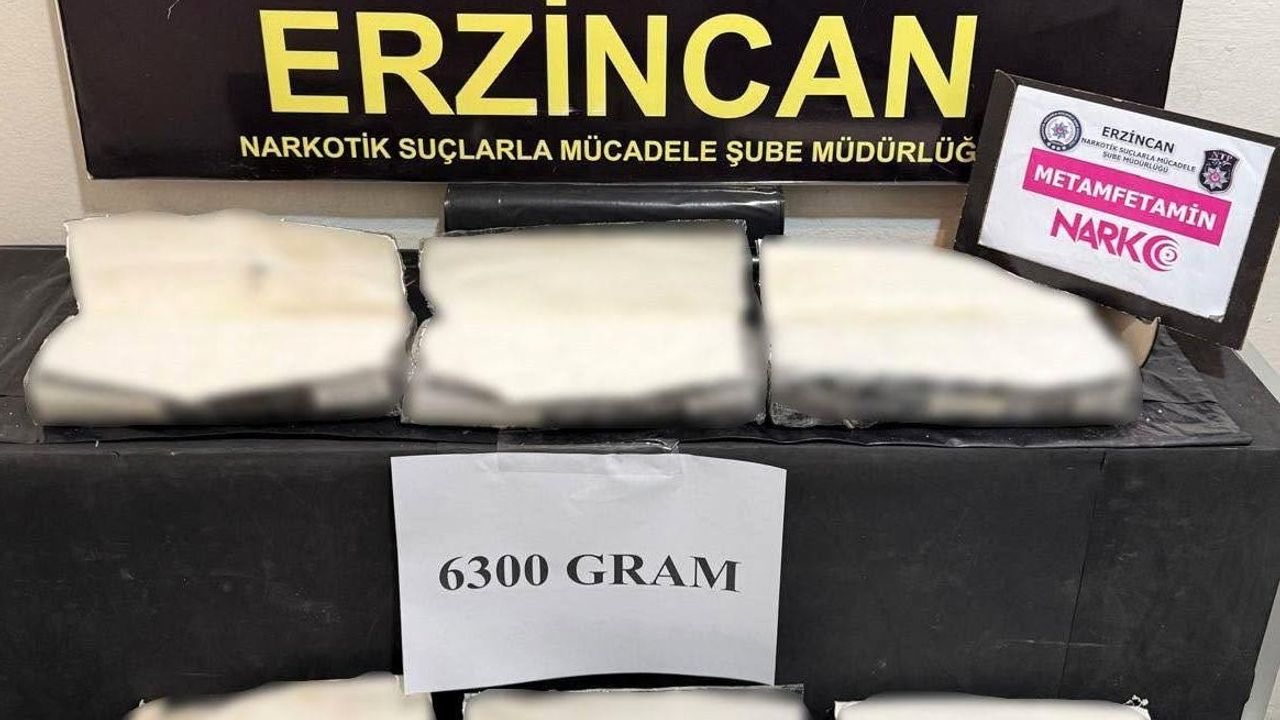 ERZİNCAN
NARKOTİK SUÇLARLA MÜCADELE ŞUBE MÜDÜRLÜĞ
ERZİNCAN
NARKOTİK SUÇLARLA MÜCADELE
ŞUBE MÜDÜRLÜĞÜ
METAMFETAMİN
NARKO
6300 GRAM